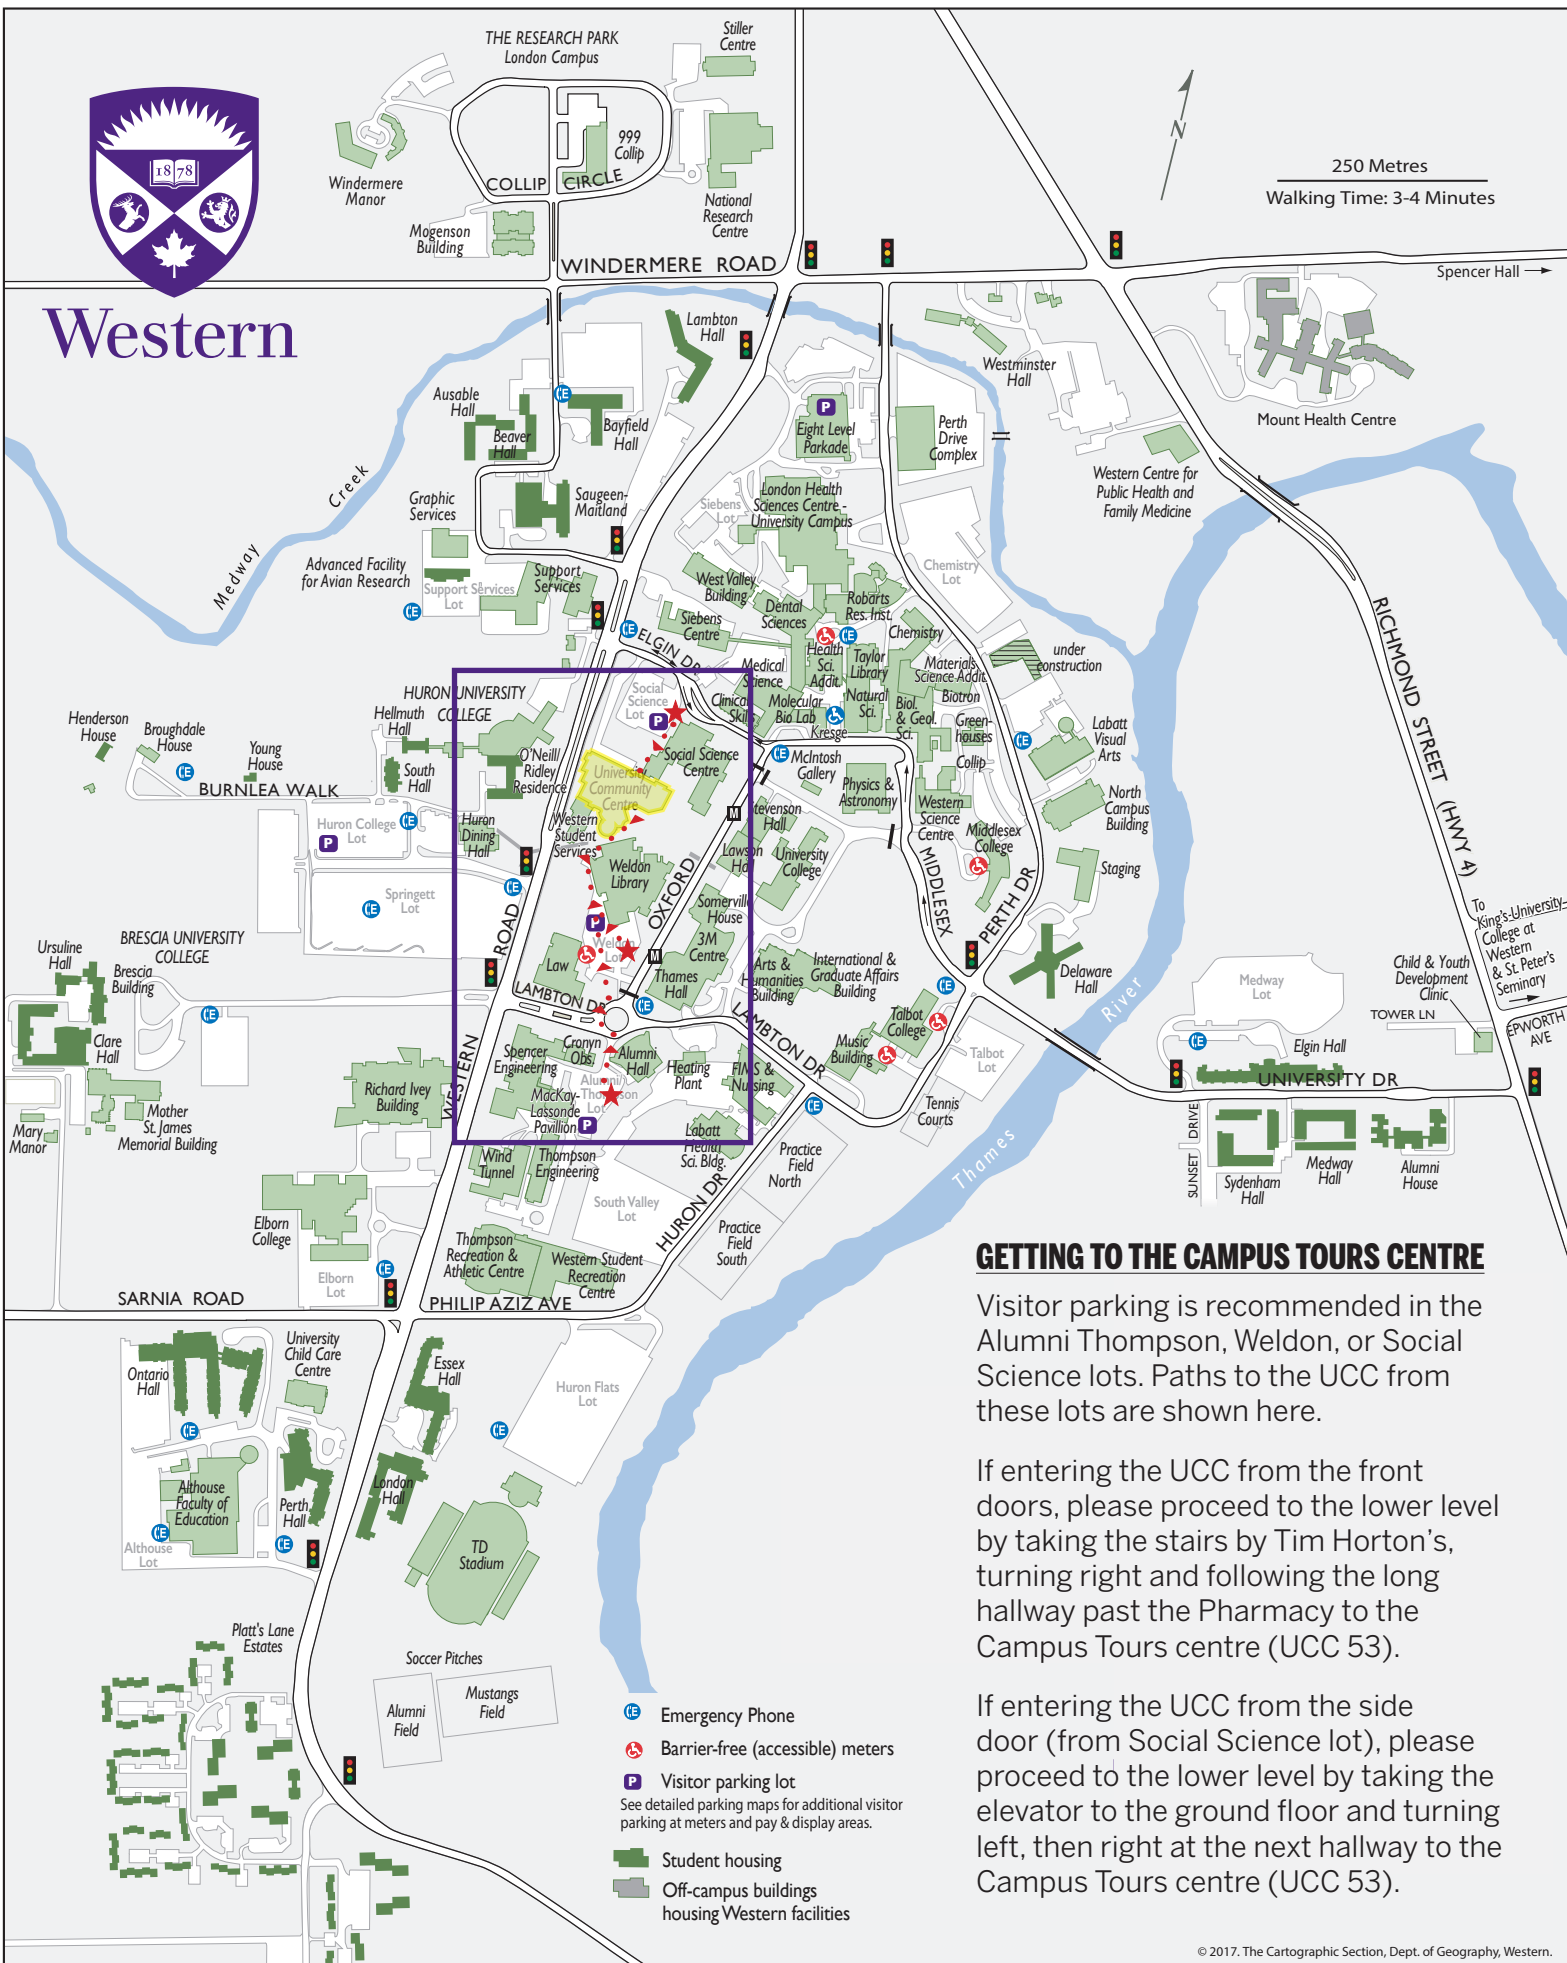 THE RESEARCH PARK
London Campus
Stiller
Centre
999
Collip
COLLIP CIRCLE
Windermere
Manor
Mogenson
Building
National
Research
Centre
1878
Western
N
250 Metres
Walking Time: 3-4 Minutes
WINDERMERE ROAD
Spencer Hall
Lambton
Hall
Westminster
Hall
Mount Health Centre
Ausable
Hall
Beaver
Hall
Bayfield
Hall
P
Eight Level
Parkade
Perth
Drive
Complex
Western Centre for
Public Health and
Family Medicine
Medway Creek
Graphic
Services
Saugeen-
Maitland
Siebens
Lot
London Health
Sciences Centre -
University Campus
Chemistry
Lot
Advanced Facility
for Avian Research
Support Services
Lot
Support
Services
West Valley
Building
Dental
Sciences
Robarts
Res. Inst.
Siebens
Centre
Chemistry
ELGIN DR
Health
Sci.
Addit.
Taylor
Library
Materials
Science Addit.
under
construction
Medical
Science
Biotron
RICHMOND STREET (HWY 4)
HURON UNIVERSITY
COLLEGE
Hellmuth
Hall
Social
Science
Lot
P
Clinical
Skills
Molecular
Bio Lab
Natural
Sci.
Biol.
& Geol.
Sci.
Green-
houses
Kresge
Labatt
Visual
Arts
Henderson
House
Broughdale
House
Young
House
South
Hall
O'Neill/
Ridley
Residence
Social Science
Centre
McIntosh
Gallery
Collip
BURNLEA WALK
University
Community
Centre
Physics &
Astronomy
North
Campus
Building
Huron College
Lot
P
Huron
Dining
Hall
Western
Student
Services
M
Stevenson
Hall
Western
Science
Centre
Middlesex
College
Weldon
Library
Lawson
Hall
University
College
Staging
Springett
Lot
OXFORD
MIDDLESEX
PERTH DR
Somerville
House
P
BRESCIA UNIVERSITY
COLLEGE
Ursuline
Hall
Brescia
Building
WESTERN ROAD
Weldon
Lot
Law
M
3M
Centre
Thames
Hall
Arts &
Humanities
Building
International &
Graduate Affairs
Building
Delaware
Hall
Medway
Lot
Child & Youth
Development
Clinic
To
King's University
College at
Western
& St. Peter's
Seminary
TOWER LN
EPWORTH
AVE
Clare
Hall
LAMBTON DR
LAMBTON DR
Talbot
College
Music
Building
Talbot
Lot
Elgin Hall
UNIVERSITY DR
Spencer
Engineering
Cronyn
Obs.
Alumni
Hall
Heating
Plant
FIMS &
Nursing
Richard Ivey
Building
Alumni/
Thompson
Lot
MacKay-
Lassonde
Pavillion
P
Labatt
Health
Sci. Bldg.
Tennis
Courts
Mary
Manor
Mother
St. James
Memorial Building
Wind
Tunnel
Thompson
Engineering
Practice
Field
North
SUNSET DRIVE
Sydenham
Hall
Medway
Hall
Alumni
House
Thames River
South Valley
Lot
HURON DR
Practice
Field
South
Elborn
College
Elborn
Lot
Thompson
Recreation &
Athletic Centre
Western Student
Recreation
Centre
SARNIA ROAD
PHILIP AZIZ AVE
Ontario
Hall
University
Child Care
Centre
Essex
Hall
Huron Flats
Lot
Althouse
Faculty of
Education
Althouse
Lot
Perth
Hall
London
Hall
TD
Stadium
Platt's Lane
Estates
Soccer Pitches
Alumni
Field
Mustangs
Field
GETTING TO THE CAMPUS TOURS CENTRE
Visitor parking is recommended in the
Alumni Thompson, Weldon, or Social
Science lots. Paths to the UCC from
these lots are shown here.
If entering the UCC from the front
doors, please proceed to the lower level
by taking the stairs by Tim Horton's,
turning right and following the long
hallway past the Pharmacy to the
Campus Tours centre (UCC 53).
If entering the UCC from the side
door (from Social Science lot), please
proceed to the lower level by taking the
elevator to the ground floor and turning
left, then right at the next hallway to the
Campus Tours centre (UCC 53).
CE Emergency Phone
Barrier-free (accessible) meters
P Visitor parking lot
See detailed parking maps for additional visitor
parking at meters and pay & display areas.
Student housing
Off-campus buildings
housing Western facilities
© 2017. The Cartographic Section, Dept. of Geography, Western.